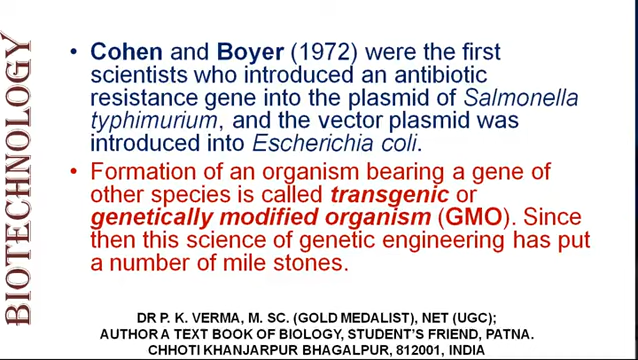 BIOTECHNOLOGY
• Cohen and Boyer (1972) were the first
scientists who introduced an antibiotic
resistance gene into the plasmid of Salmonella
typhimurium, and the vector plasmid was
introduced into Escherichia coli.
• Formation of an organism bearing a gene of
other species is called transgenic or
genetically modified organism (GMO). Since
then this science of genetic engineering has put
a number of mile stones.
DR P. K. VERMA, M. SC. (GOLD MEDALIST), NET (UGC);
AUTHOR A TEXT BOOK OF BIOLOGY, STUDENT'S FRIEND, PATNA.
CHHOTI KHANJARPUR BHAGALPUR, 812001, INDIA